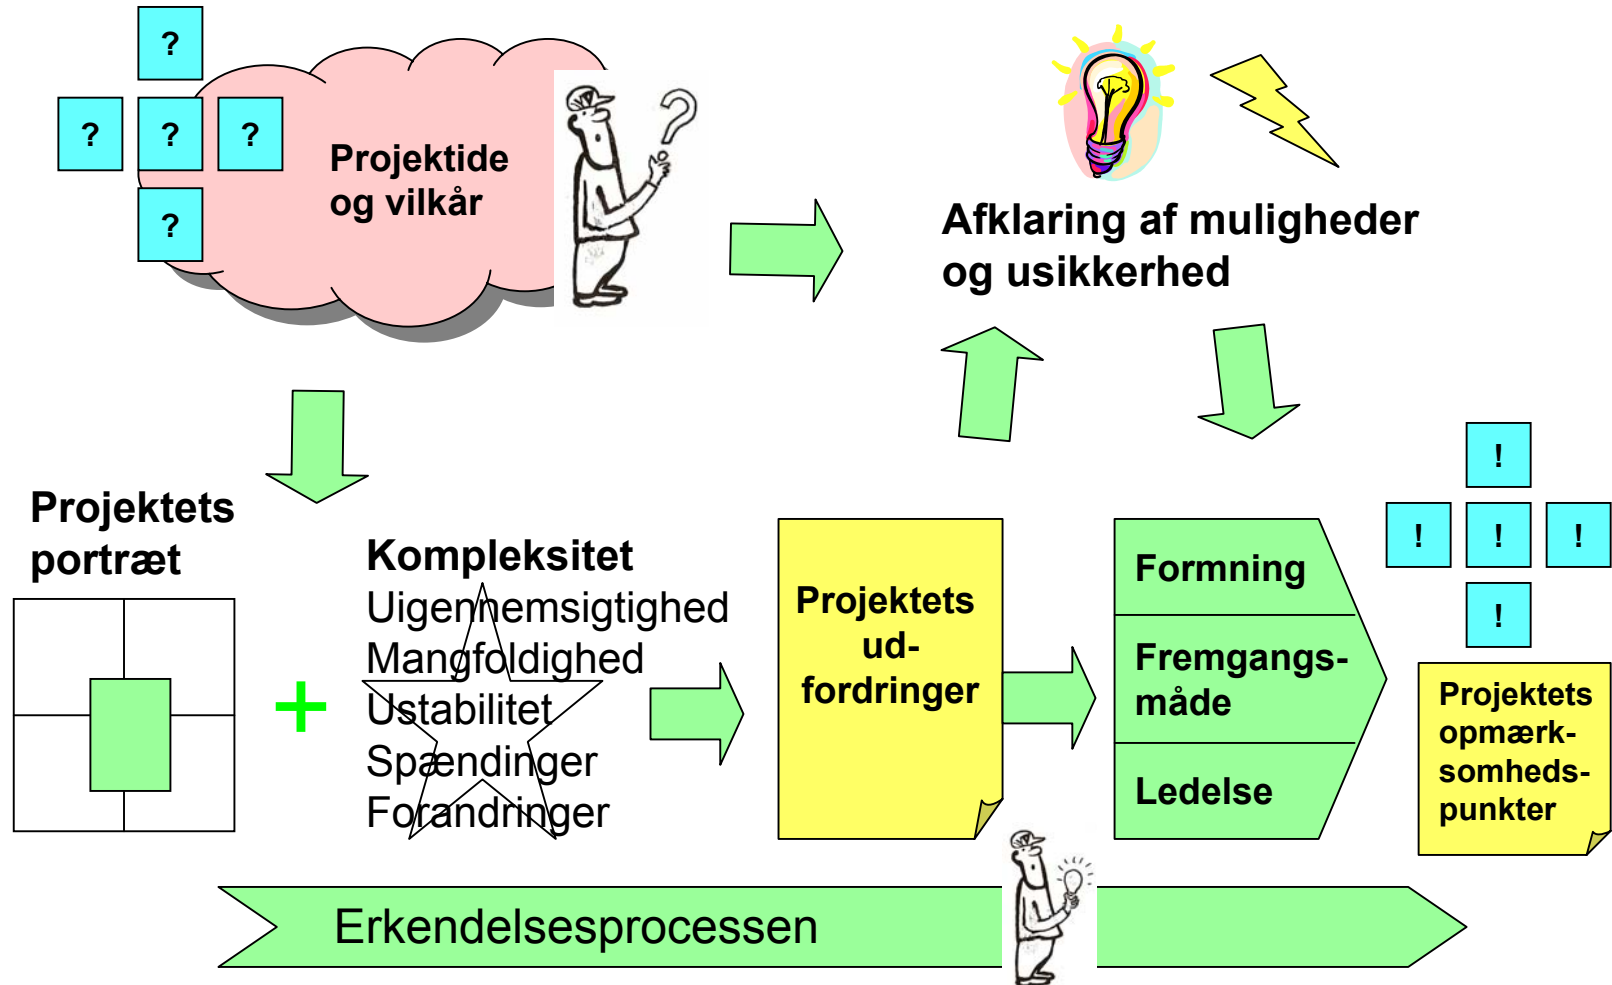 ?
? ? ?
?
Projektide
og vilkår
Afklaring af muligheder
og usikkerhed
Projektets
portræt
+
Kompleksitet
Uigennemsigtighed
Mangfoldighed
Ustabilitet
Spændinger
Forandringer
Projektets
ud-
fordringer
Formning
Fremgangs-
måde
Ledelse
!
! ! !
!
Projektets
opmærk-
somheds-
punkter
Erkendelsesprocessen